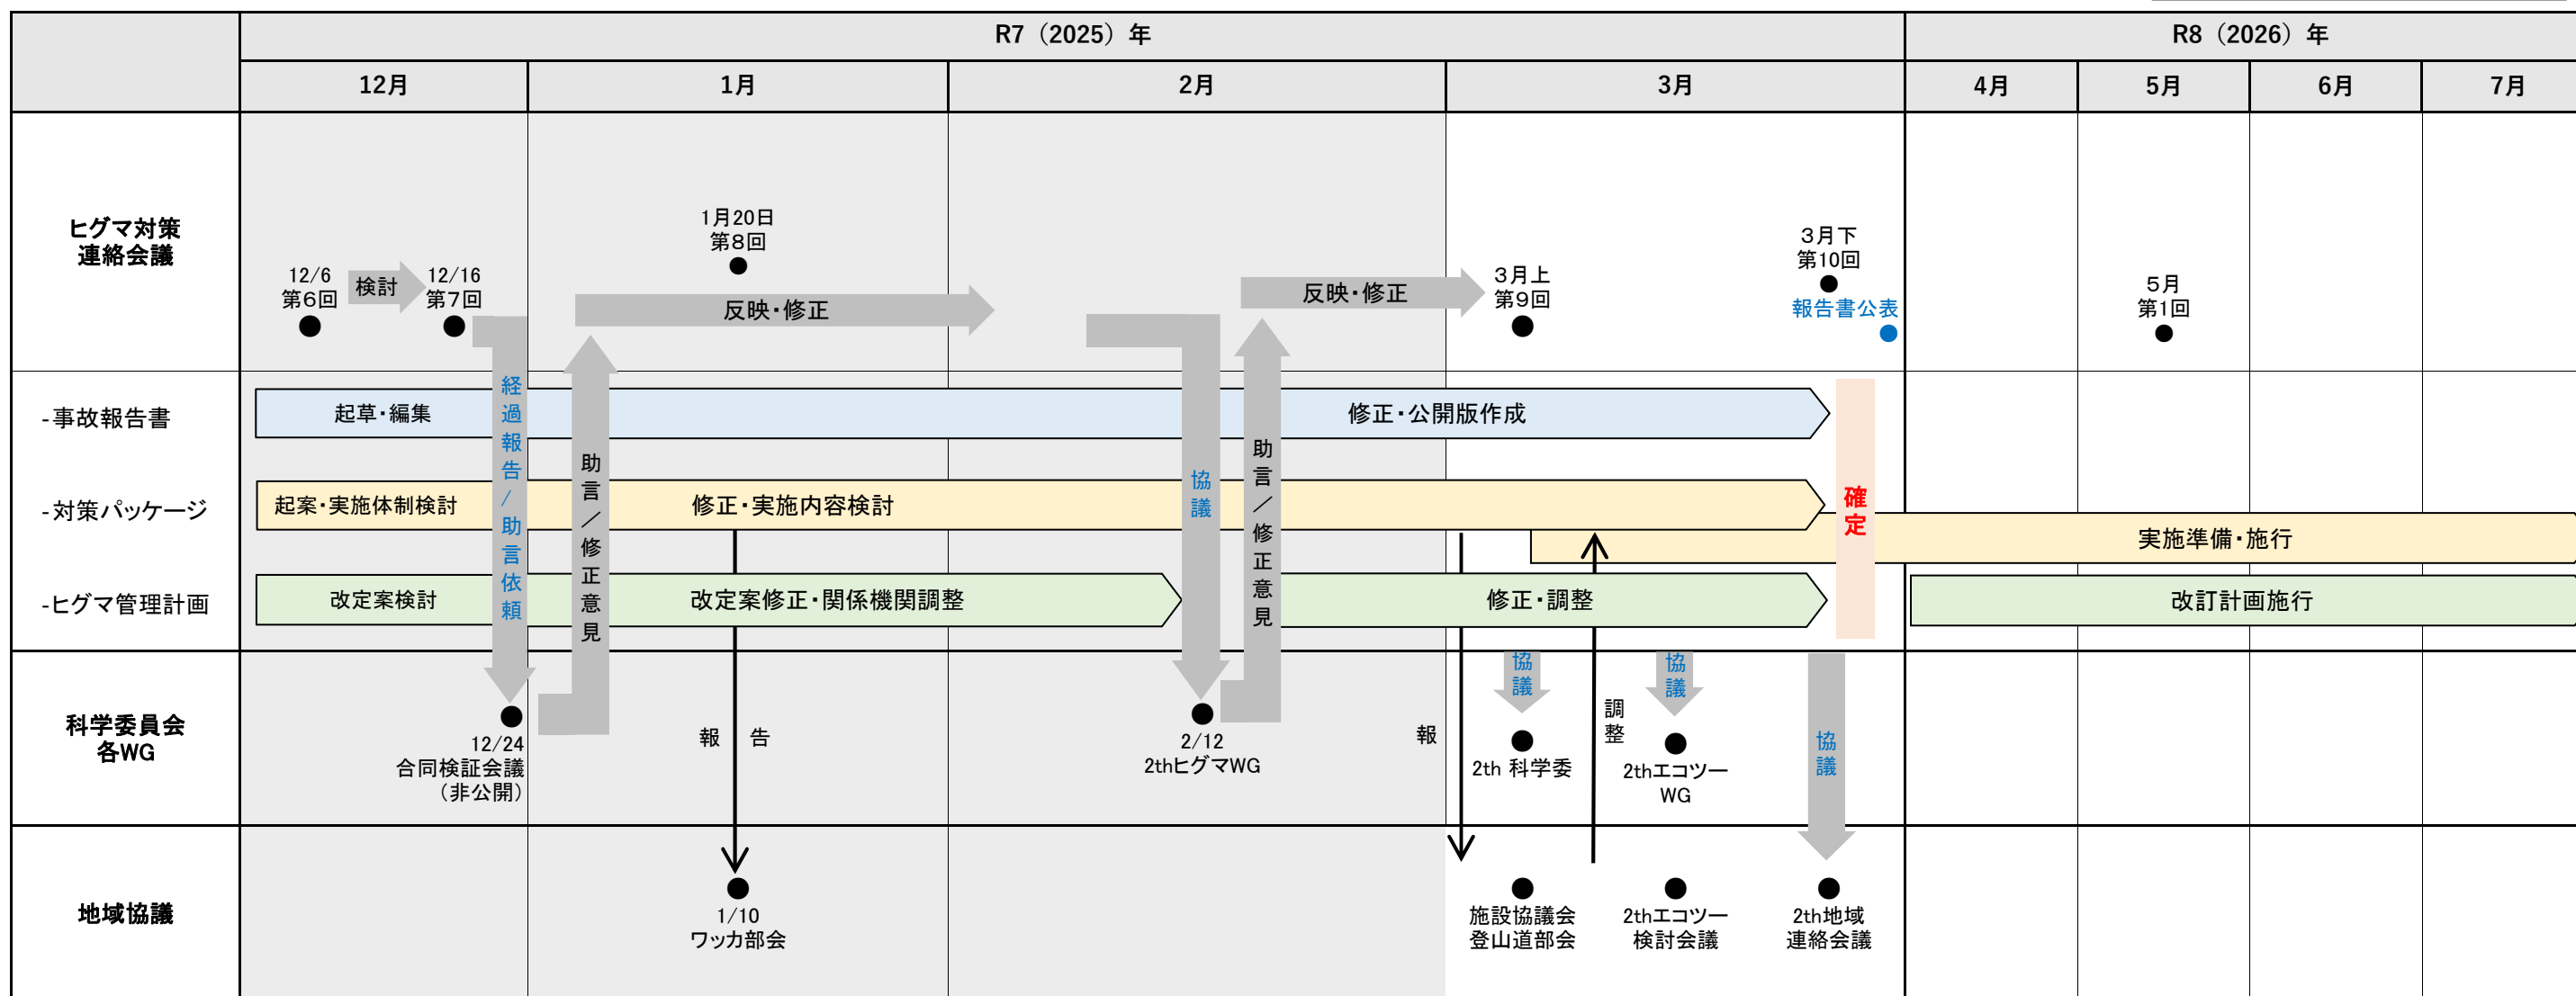 R7（2025）年
R8（2026）年
12月
1月
2月
3月
4月
5月
6月
7月
ヒグマ対策
連絡会議
12/6
第6回
検討
12/16
第7回
1月20日
第8回
反映・修正
反映・修正
3月上
第9回
3月下
第10回
報告書公表
5月
第1回
-事故報告書
起草・編集
修正・公開版作成
-対策パッケージ
起案・実施体制検討
修正・実施内容検討
実施準備・施行
-ヒグマ管理計画
改定案検討
改定案修正・関係機関調整
修正・調整
改訂計画施行
経過報告/助言依頼
助言／修正意見
協議
助言／修正意見
確定
科学委員会
各WG
12/24
合同検証会議
（非公開）
報 告
2/12
2thヒグマWG
報
協議
2th 科学委
調整
協議
2thエコツー
WG
協議
地域協議
1/10
ワッカ部会
施設協議会
登山道部会
2thエコツー
検討会議
2th地域
連絡会議